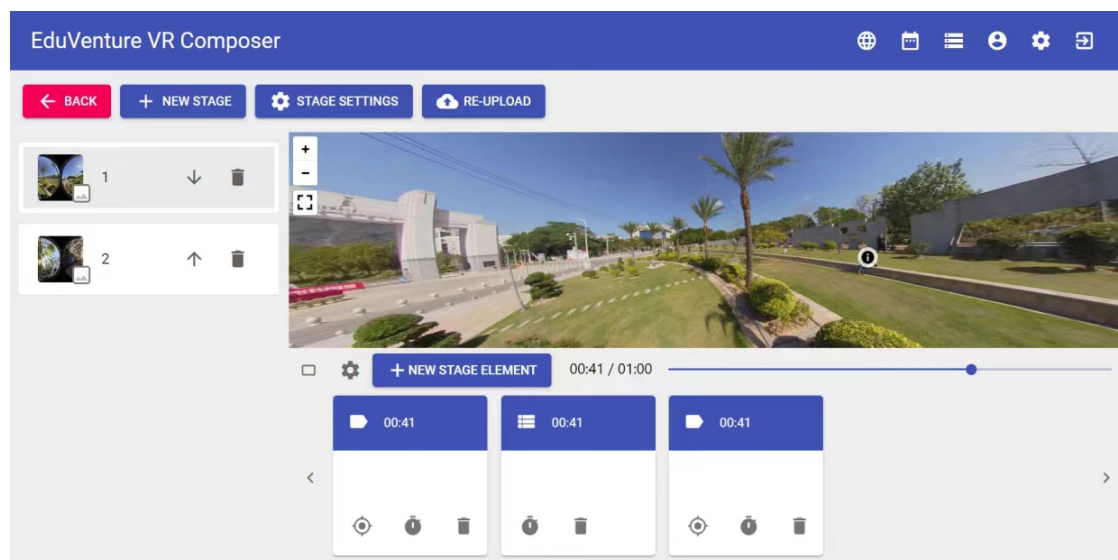 EduVenture VR Composer
BACK
+ NEW STAGE
STAGE SETTINGS
RE-UPLOAD
1
2
+
-
+ NEW STAGE ELEMENT
00:41 / 01:00
00:41
00:41
00:41